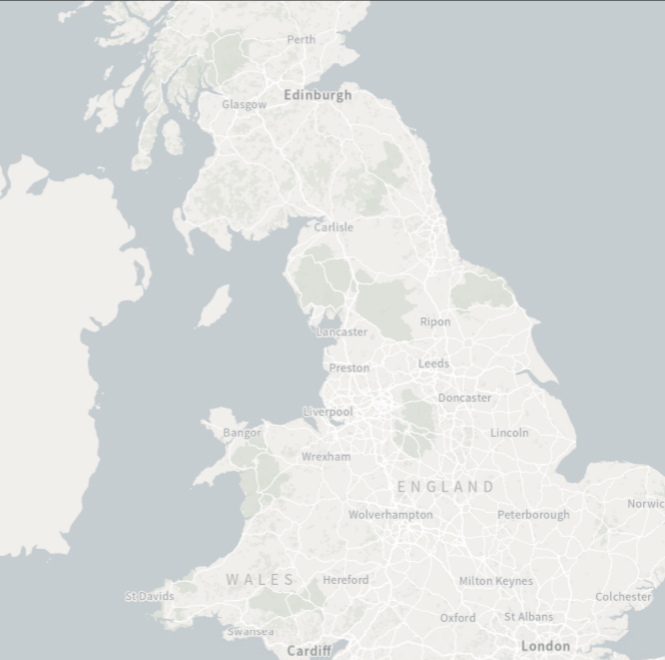 Perth
Edinburgh
Glasgow
Carlisle
Ripon
Lancaster
Leeds
Preston
Doncaster
Liverpool
Bangor
Lincoln
Wrexham
ENGLAND
Norwic
Wolverhampton
Peterborough
WALES
Hereford
Milton Keynes
St Davids
Colchester
Oxford
St Albans
Swansea
London
Cardiff